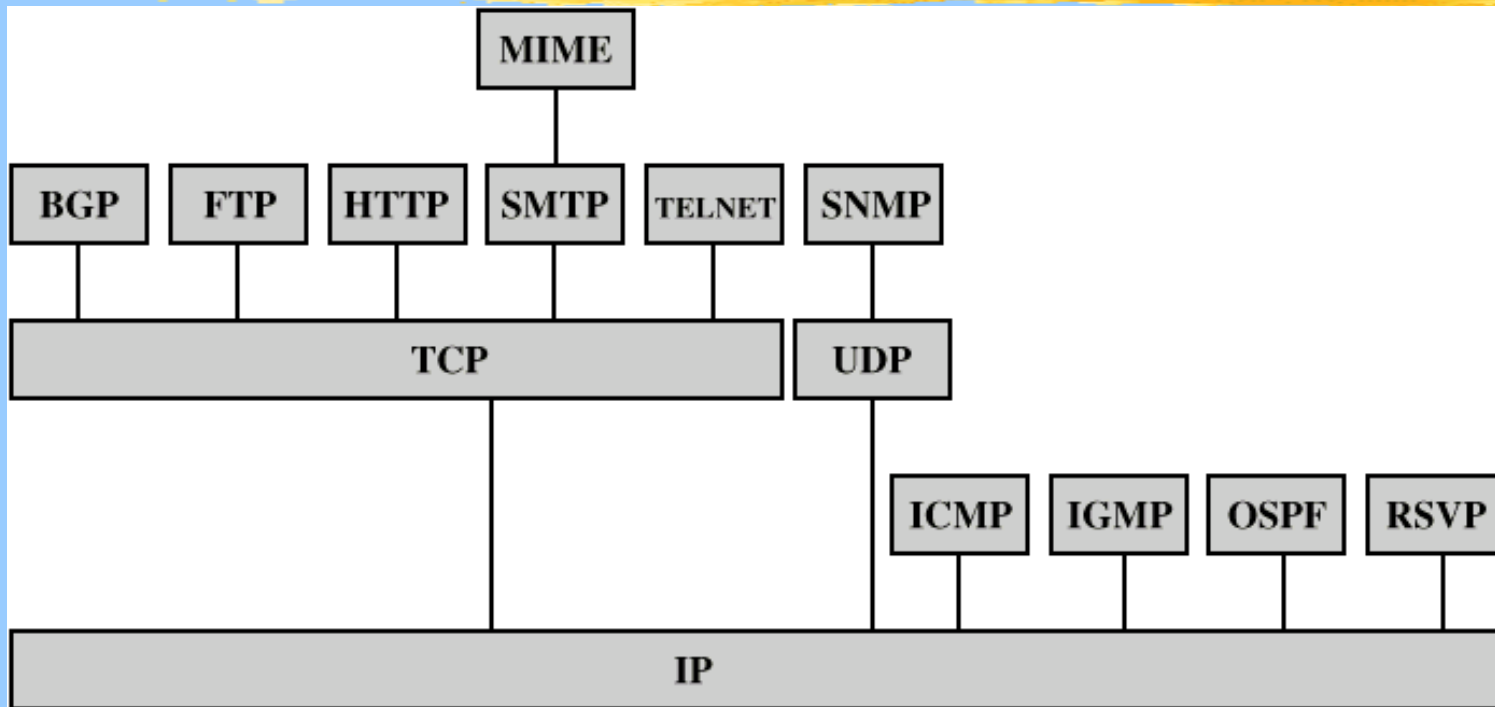 MIME
BGP FTP HTTP SMTP TELNET SNMP
TCP UDP
ICMP IGMP OSPF RSVP
IP